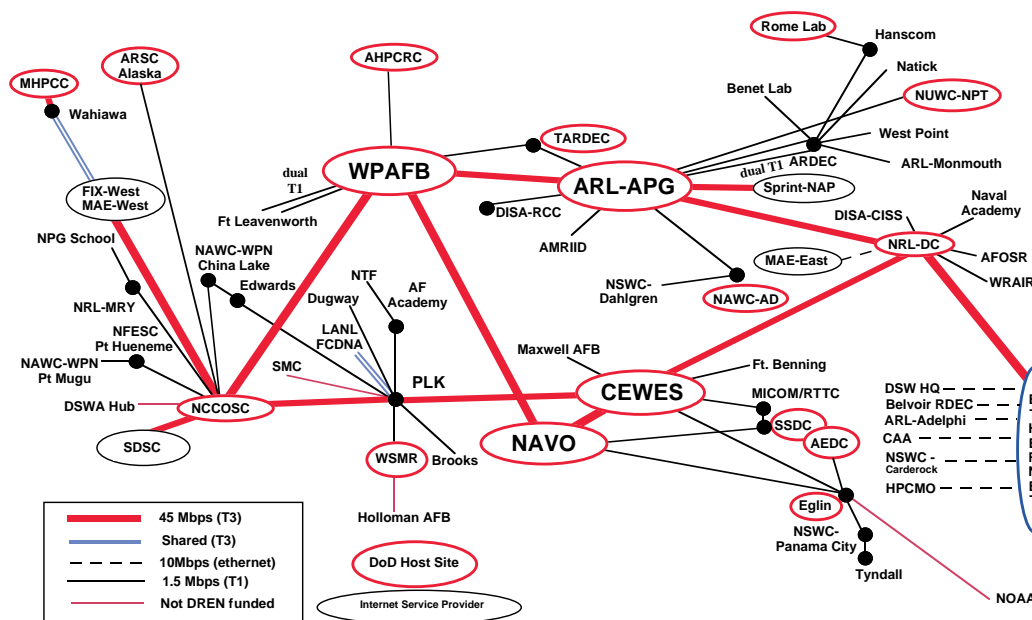 Rome Lab
Hanscom
ARSC
Alaska
AHPCRC
MHPCC
Natick
Benet Lab
NUWC-NPT
Wahiawa
TARDEC
West Point
dual
T1
WPAFB
ARL-APG
dual T1
ARDEC
ARL-Monmouth
FIX-West
MAE-West
Sprint-NAP
Ft Leavenworth
DISA-RCC
DISA-CISS
Naval
Academy
NPG School
AMRIID
NRL-DC
NAWC-WPN
China Lake
MAE-East
AFOSR
Edwards
NTF
AF
Academy
NSWC-
Dahlgren
WRAIR
NRL-MRY
Dugway
NAWC-AD
NFESC
Pt Hueneme
LANL
FCDNA
Maxwell AFB
Ft. Benning
NAWC-WPN
Pt Mugu
SMC
PLK
CEWES
MICOM/RTTC
DSW HQ
Belvoir RDEC
DSWA Hub
NCCOSC
ARL-Adelphi
SSDC
SDSC
NAVO
AEDC
CAA
WSMR
Brooks
NSWC -
Carderock
HPCMO
Eglin
Holloman AFB
NSWC-
Panama City
Tyndall
NOAA
45 Mbps (T3)
Shared (T3)
10Mbps (ethernet)
1.5 Mbps (T1)
Not DREN funded
DoD Host Site
Internet Service Provider